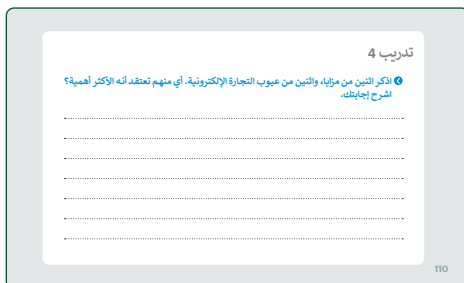 تدريب 4
اذكر اثنين من مزايا، واثنين من عيوب التجارة الإلكترونية. أي منهم تعتقد أنه الأكثر أهمية؟
اشرح إجابتك.
110